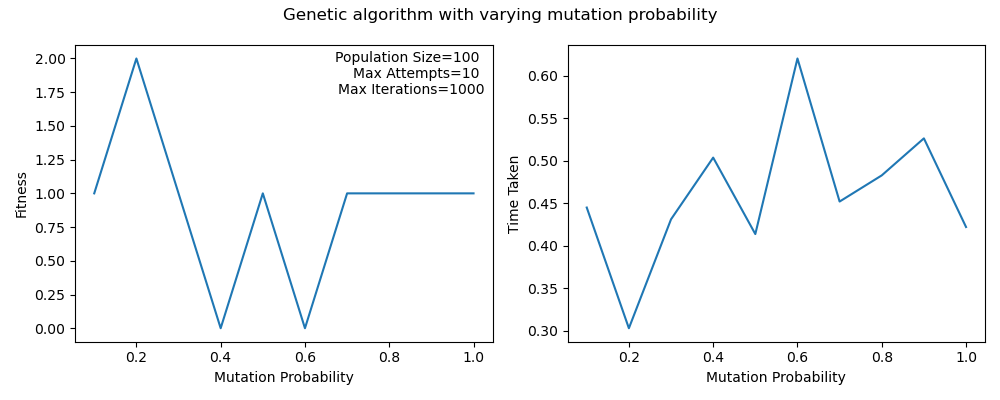 Genetic algorithm with varying mutation probability
Population Size=100
Max Attempts=10
Max Iterations=1000
Fitness
2.00
1.75
1.50
1.25
1.00
0.75
0.50
0.25
0.00
0.2 0.4 0.6 0.8 1.0
Mutation Probability
Time Taken
0.60
0.55
0.50
0.45
0.40
0.35
0.30
0.2 0.4 0.6 0.8 1.0
Mutation Probability